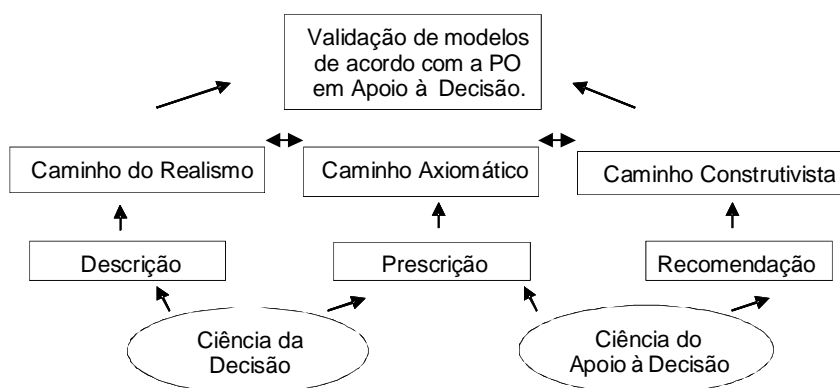 Validação de modelos
de acordo com a PO
em Apoio à Decisão.
Caminho do Realismo
Caminho Axiomático
Caminho Construtivista
Descrição
Prescrição
Recomendação
Ciência da
Decisão
Ciência do
Apoio à Decisão